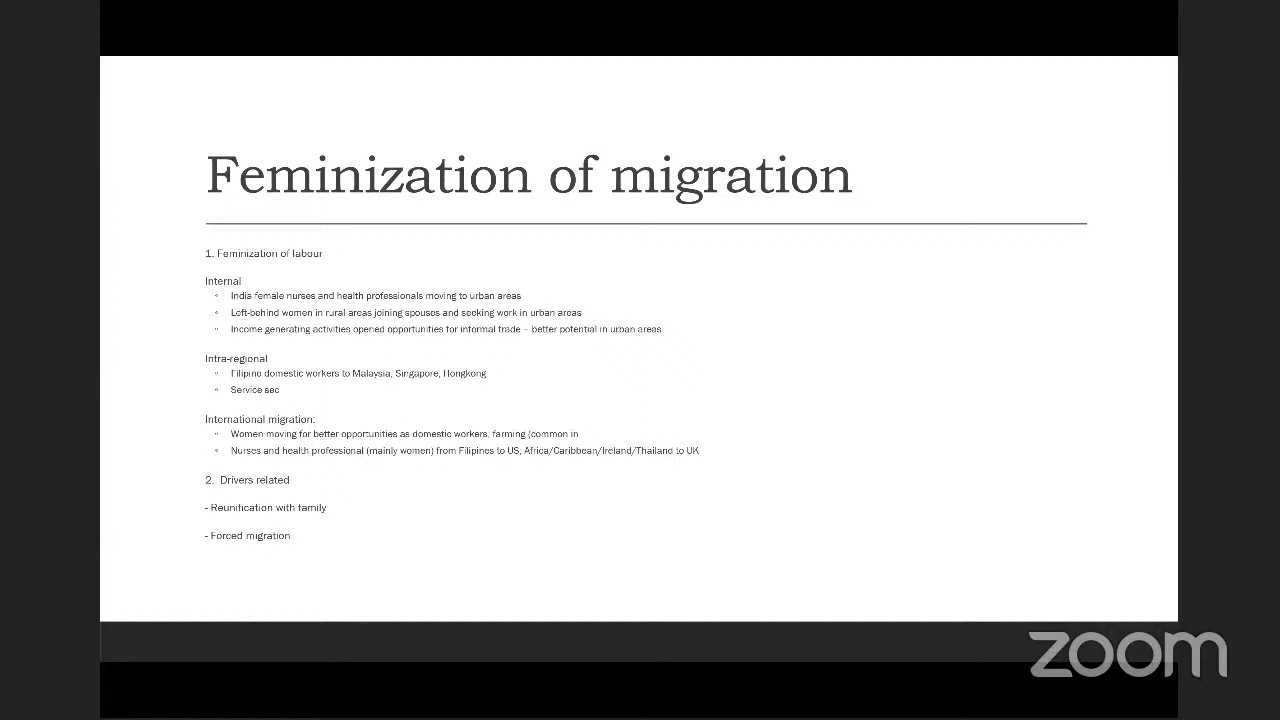 Feminization of migration
1. Feminization of labour
Internal
◦ India female nurses and health professionals moving to urban areas
◦ Left-behind women in rural areas joining spouses and seeking work in urban areas
◦ Income generating activities opened opportunities for informal trade – better potential in urban areas
Intra-regional
◦ Filipino domestic workers to Malaysia, Singapore, Hongkong
◦ Service sec
International migration:
◦ Women moving for better opportunities as domestic workers, farming (common in
◦ Nurses and health professional (mainly women) from Filipines to US, Africa/Caribbean/Ireland/Thailand to UK
2. Drivers related
- Reunification with family
- Forced migration
zoom